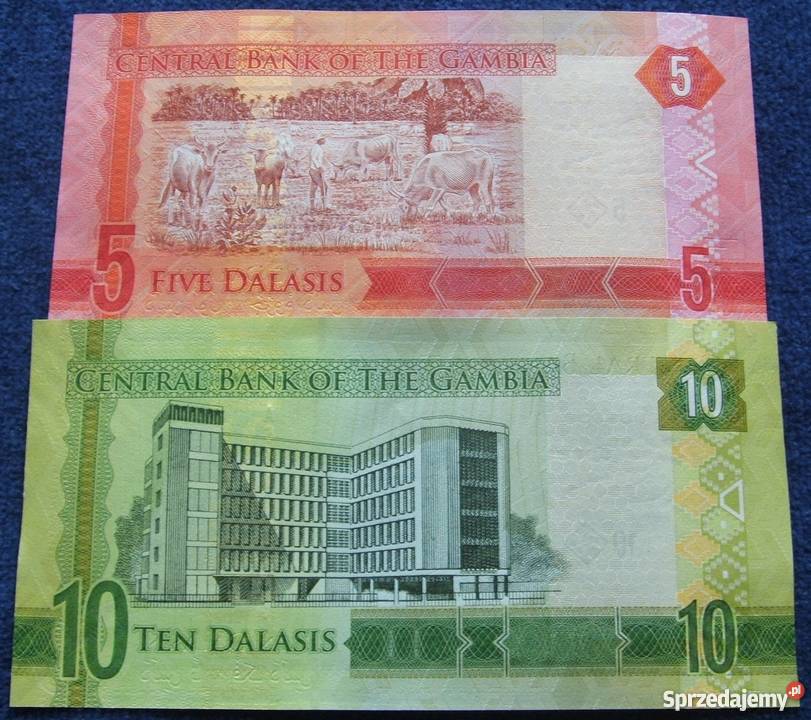 CENTRAL BANK OF THE GAMBIA
5
5 FIVE DALASIS 5
CENTRAL BANK OF THE GAMBIA
10
10 TEN DALASIS 10
Sprzedajemy.pl